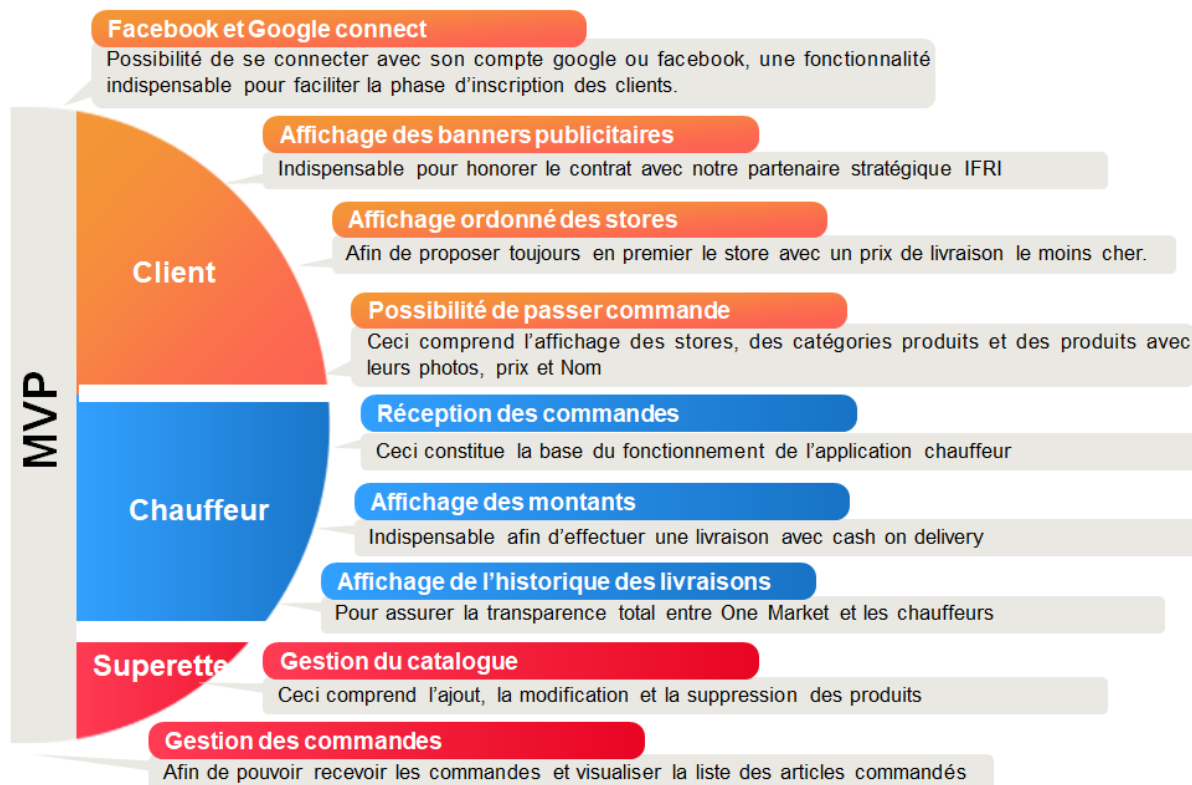 Facebook et Google connect
Possibilité de se connecter avec son compte google ou facebook, une fonctionnalité
indispensable pour faciliter la phase d’inscription des clients.
Affichage des banners publicitaires
Indispensable pour honorer le contrat avec notre partenaire stratégique IFRI
Affichage ordonné des stores
Afin de proposer toujours en premier le store avec un prix de livraison le moins cher.
Client
Possibilité de passer commande
Ceci comprend l’affichage des stores, des catégories produits et des produits avec
leurs photos, prix et Nom
MVP
Réception des commandes
Ceci constitue la base du fonctionnement de l’application chauffeur
Chauffeur
Affichage des montants
Indispensable afin d’effectuer une livraison avec cash on delivery
Affichage de l’historique des livraisons
Pour assurer la transparence total entre One Market et les chauffeurs
Superette
Gestion du catalogue
Ceci comprend l’ajout, la modification et la suppression des produits
Gestion des commandes
Afin de pouvoir recevoir les commandes et visualiser la liste des articles commandés